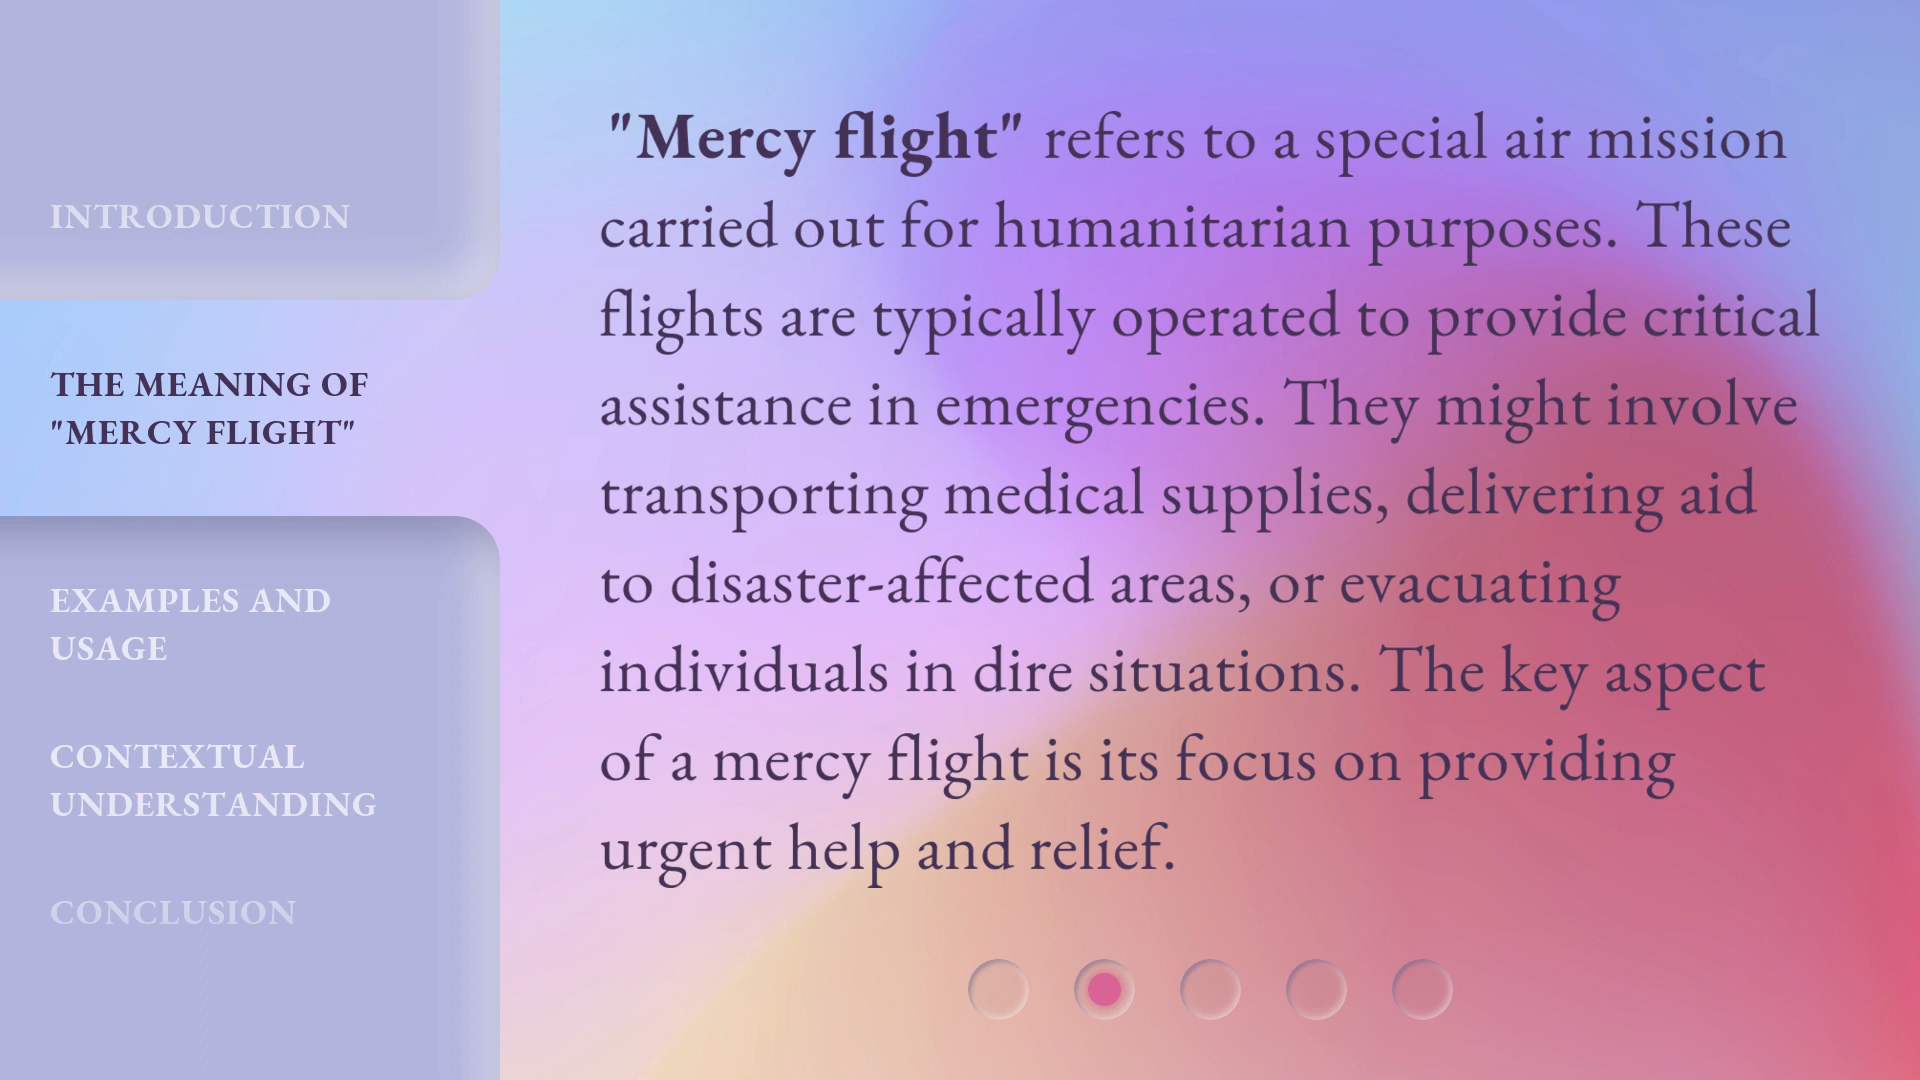 INTRODUCTION
THE MEANING OF
"MERCY FLIGHT"
EXAMPLES AND
USAGE
CONTEXTUAL
UNDERSTANDING
CONCLUSION
"Mercy flight" refers to a special air mission
carried out for humanitarian purposes. These
flights are typically operated to provide critical
assistance in emergencies. They might involve
transporting medical supplies, delivering aid
to disaster-affected areas, or evacuating
individuals in dire situations. The key aspect
of a mercy flight is its focus on providing
urgent help and relief.